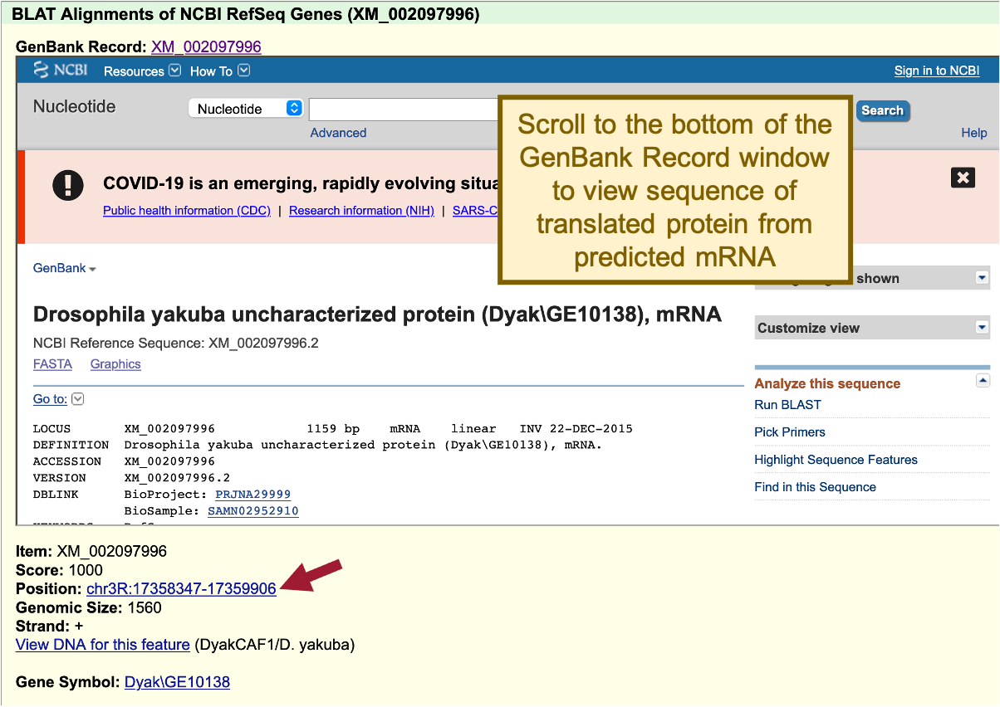 BLAT Alignments of NCBI RefSeq Genes (XM_002097996)
GenBank Record: XM_002097996
NCBI Resources How To Sign in to NCBI
Nucleotide Nucleotide Search
Advanced Help
Scroll to the bottom of the
GenBank Record window
to view sequence of
translated protein from
predicted mRNA
COVID-19 is an emerging, rapidly evolving situa
Public health information (CDC) | Research information (NIH) | SARS-C
GenBank
shown
Drosophila yakuba uncharacterized protein (Dyak\GE10138), mRNA
Customize view
NCBI Reference Sequence: XM_002097996.2
FASTA Graphics
Analyze this sequence
Run BLAST
Pick Primers
Highlight Sequence Features
Find in this Sequence
Go to:
LOCUS XM_002097996 1159 bp mRNA linear INV 22-DEC-2015
DEFINITION Drosophila yakuba uncharacterized protein (Dyak\GE10138), mRNA.
ACCESSION XM_002097996
VERSION XM_002097996.2
DBLINK BioProject: PRJNA29999
BioSample: SAMN02952910
Item: XM_002097996
Score: 1000
Position: chr3R:17358347-17359906
Genomic Size: 1560
Strand: +
View DNA for this feature (DyakCAF1/D. yakuba)
Gene Symbol: Dyak\GE10138